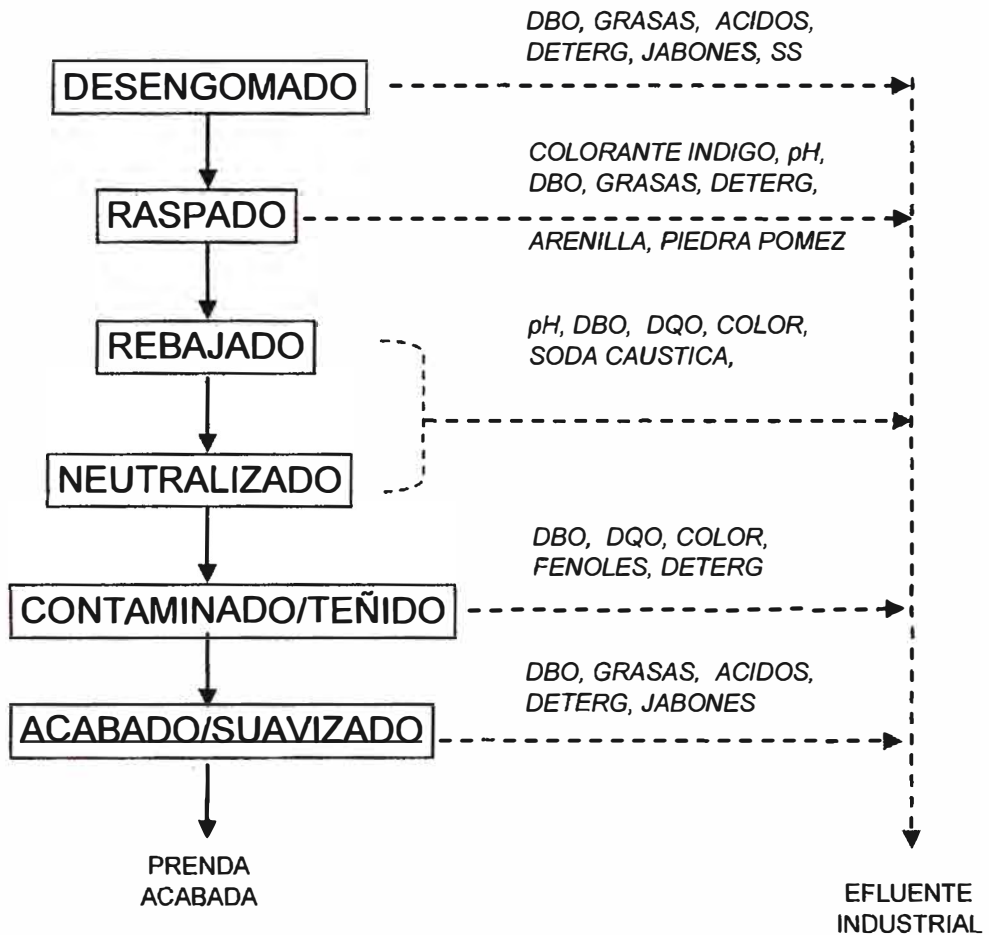 DBO, GRASAS, ACIDOS,
DETERG, JABONES, SS
DESENGOMADO
COLORANTE INDIGO, pH,
DBO, GRASAS, DETERG,
RASPADO
ARENILLA, PIEDRA POMEZ
REBAJADO
pH, DBO, DQO, COLOR,
SODA CAUSTICA,
NEUTRALIZADO
DBO, DQO, COLOR,
FENOLES, DETERG
CONTAMINADO/TEÑIDO
DBO, GRASAS, ACIDOS,
DETERG, JABONES
ACABADO/SUAVIZADO
PRENDA
ACABADA
EFLUENTE
INDUSTRIAL